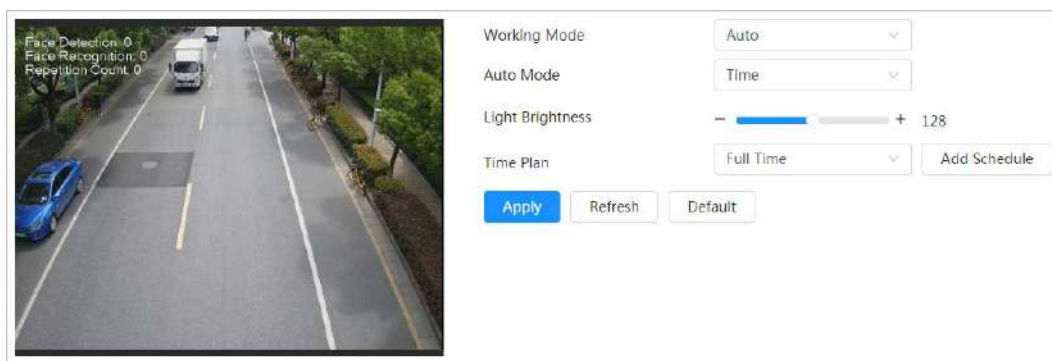 Face Detection: 0
Face Recognition: 0
Repetition Count: 0
Working Mode Auto
Auto Mode Time
Light Brightness − + 128
Time Plan Full Time Add Schedule
Apply Refresh Default